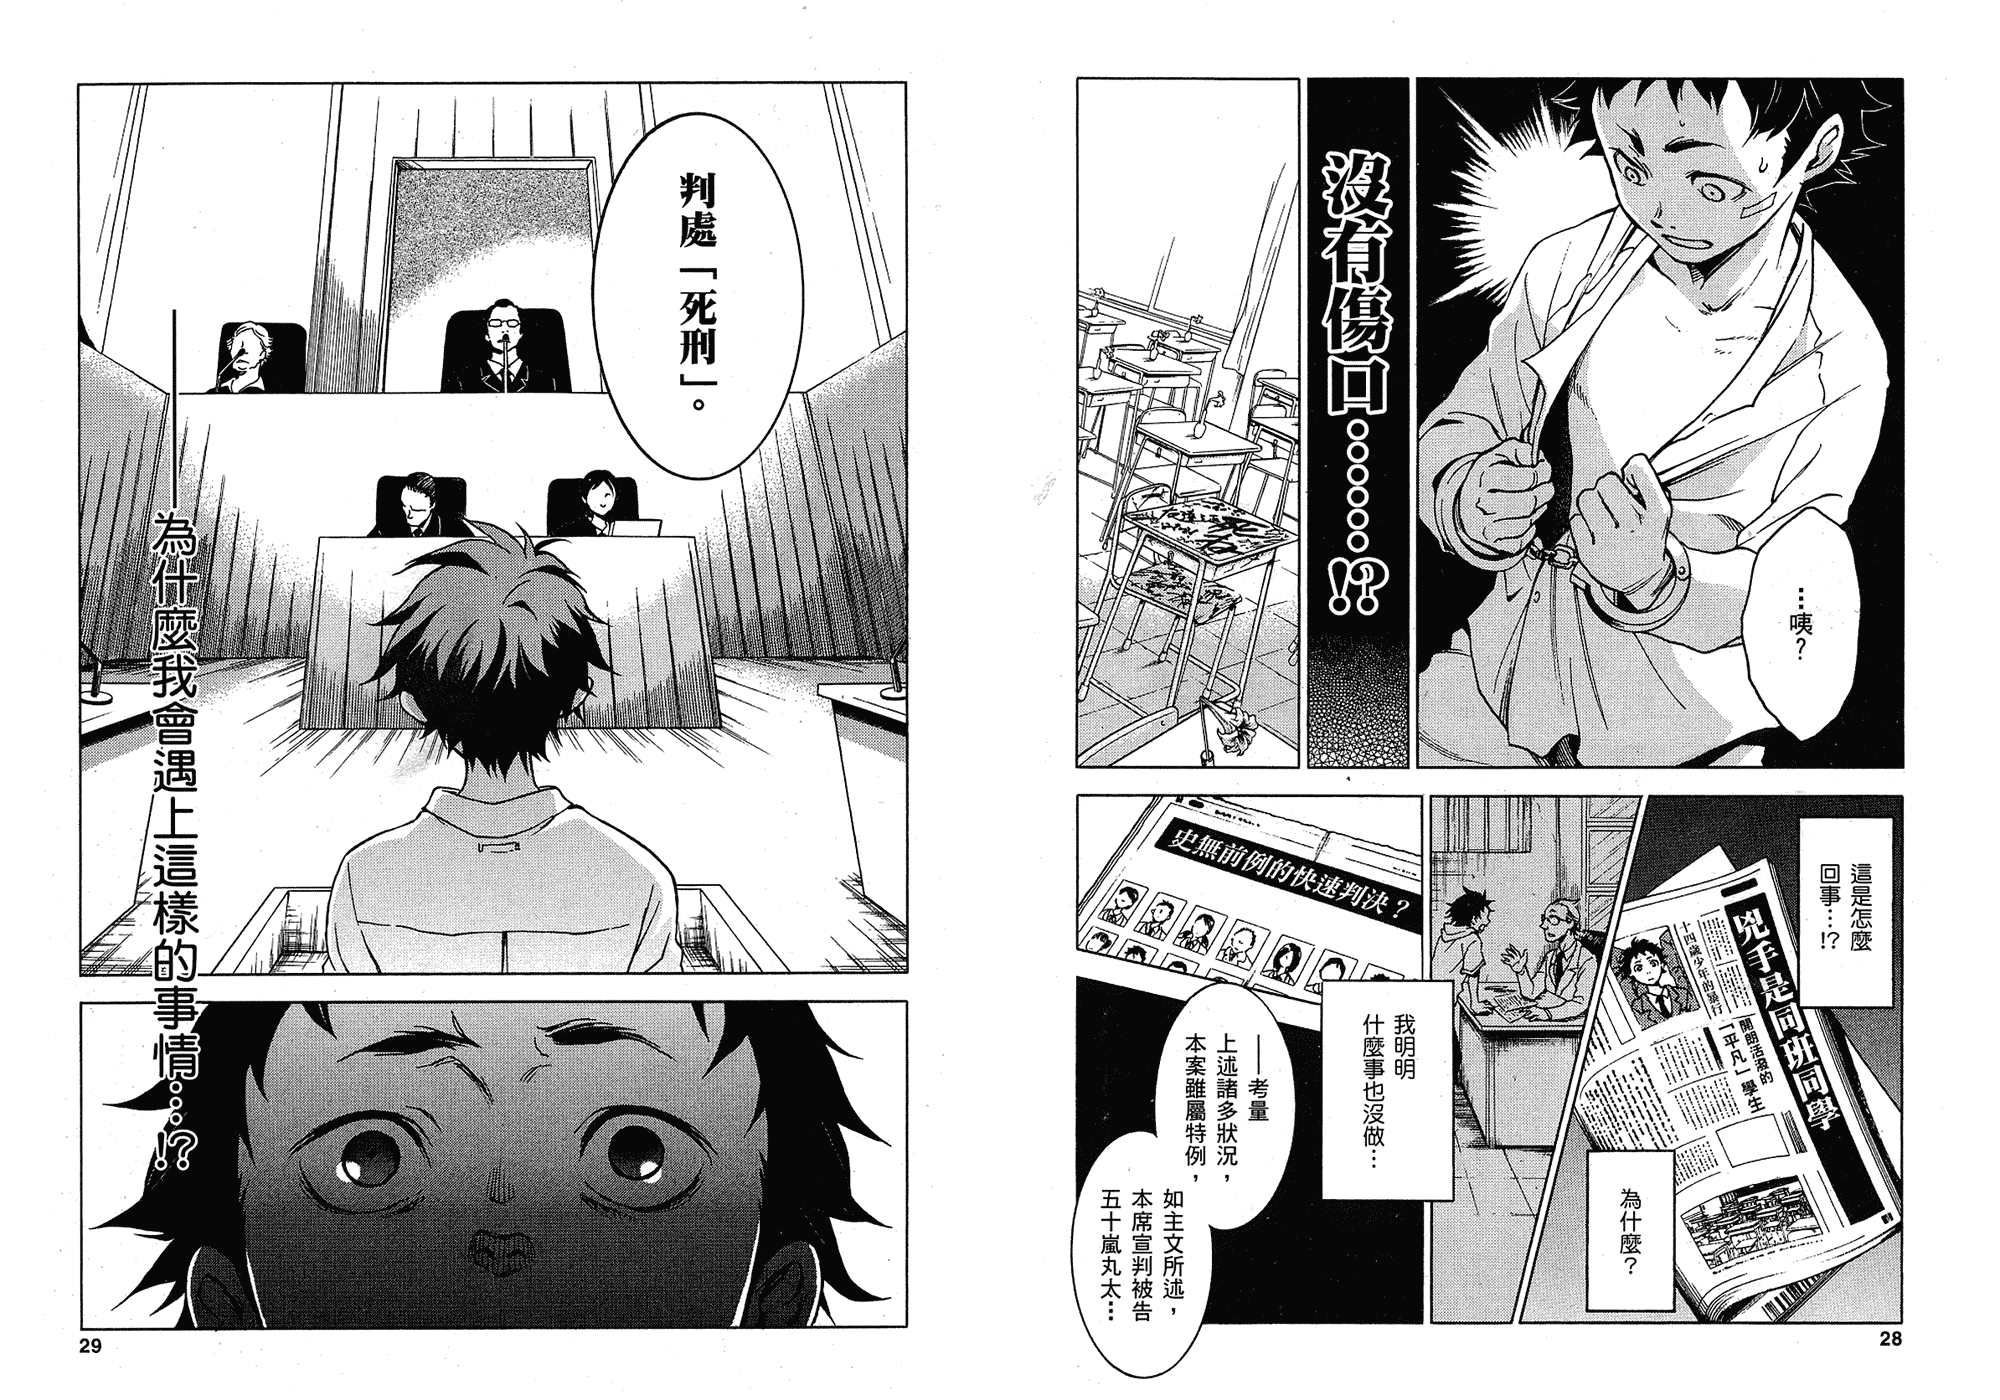 …咦?
沒有傷口………!?
這是怎麼
回事…!?
兇手是同班同學
開朗活潑的
「平凡」學生
十四歲少年的暴行
為什麼?
我明明
什麼事也沒做…
史無前例的快速判決?
——考量
上述諸多狀況,
本案雖屬特例,
如主文所述,
本席宣判被告
五十嵐丸太…
28
判處「死刑」。
——為什麼我會遇上這樣的事情……!?
29